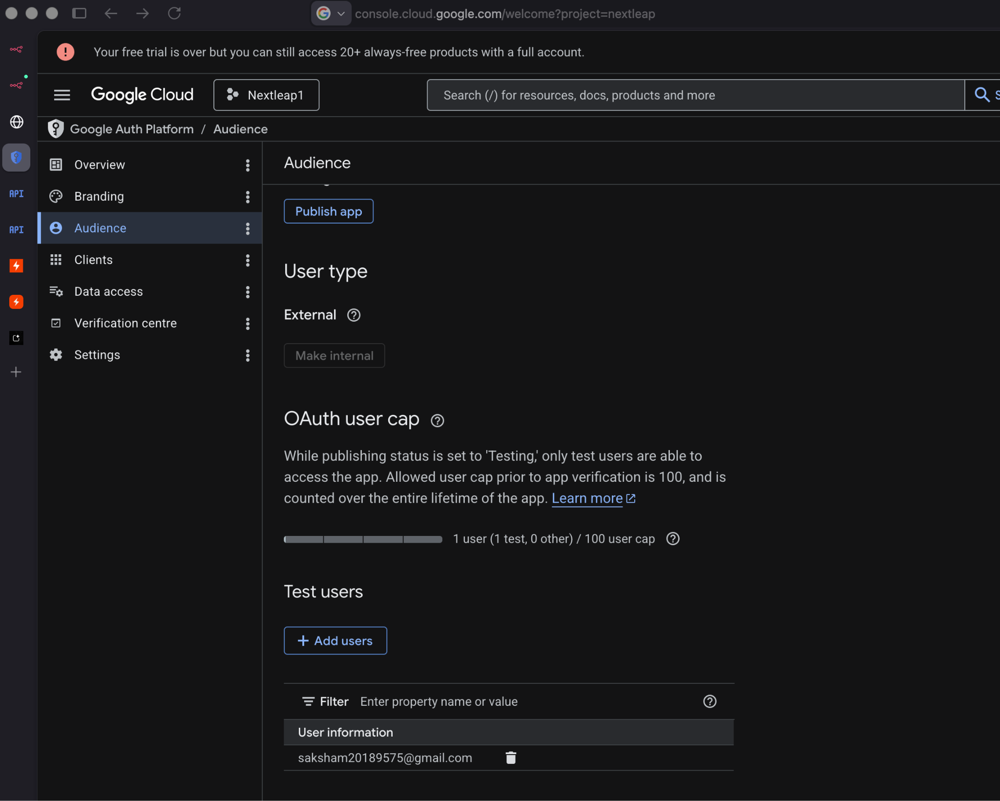 console.cloud.google.com/welcome?project=nextleap
Your free trial is over but you can still access 20+ always-free products with a full account.
Google Cloud
Nextleap1
Search (/) for resources, docs, products and more
Google Auth Platform / Audience
Overview
Branding
Audience
Clients
Data access
Verification centre
Settings
API
API
Audience
Publish app
User type
External
Make internal
OAuth user cap
While publishing status is set to 'Testing,' only test users are able to
access the app. Allowed user cap prior to app verification is 100, and is
counted over the entire lifetime of the app. Learn more
1 user (1 test, 0 other) / 100 user cap
Test users
+ Add users
Filter Enter property name or value
User information
saksham20189575@gmail.com